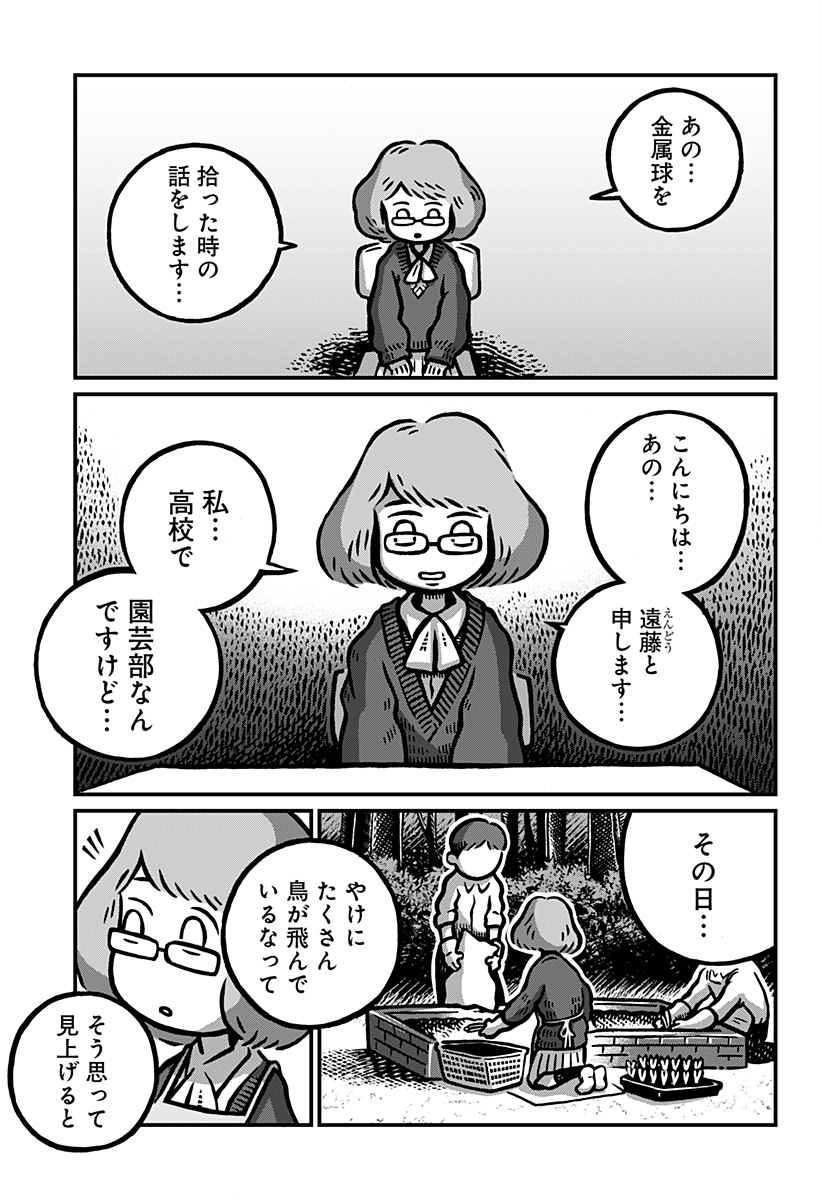 あの…
金属球を
拾った時の
話をします…
こんにちは…
あの…
遠藤と
えんどう
申します…
私…
高校で
園芸部なん
ですけど…
その日…
やけに
たくさん
鳥が飛んで
いるなって
そう思って
見上げると